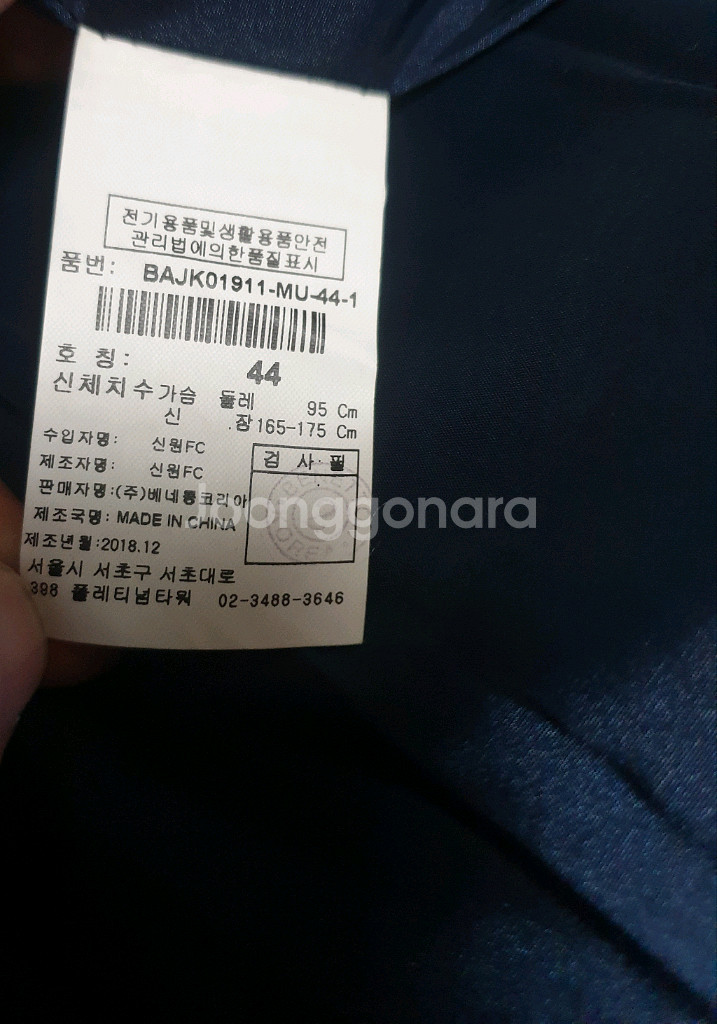 전기용품및생활용품안전
관리법에의한품질표시
품번: BAJK01911-MU-44-1
호 칭: 44
신체치수가슴 둘레 95 Cm
신 .장165-175 Cm
수입자명: 신원FC
제조자명: 신원FC
검 사 필
판매자명:(주)베네통코리아
제조국명: MADE IN CHINA
제조년월:2018.12
서울시 서초구 서초대로
398 플레티넘타워 02-3488-3646
Joonggonara